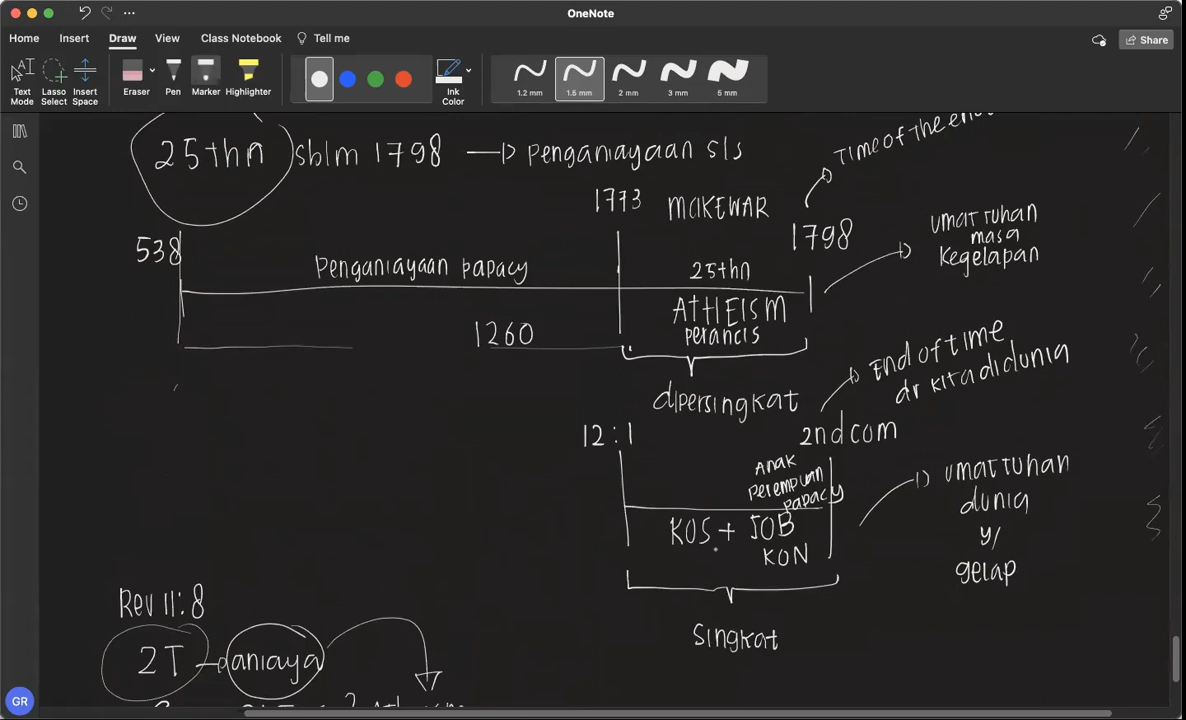 OneNote
Home Insert Draw View Class Notebook Tell me
Share
Text Mode
Lasso Select
Insert Space
Eraser
Pen
Marker
Highlighter
Ink Color
1.2 mm
1.5 mm
2 mm
3 mm
5 mm
25 thn sblm 1798 → penganiayaan sls
Time of the end
1773 MAKEWAR
1798
umat tuhan
masa
kegelapan
538
Penganiayaan papacy
25thn
ATHEISM
perancis
1260
End of time
dr kita di dunia
dipersingkat
12:1
2nd com
Anak
perempuan
papacy
umat tuhan
dunia
y/
gelap
KOS + JOB
KON
Singkat
Rev 11:8
2T → aniaya
GR